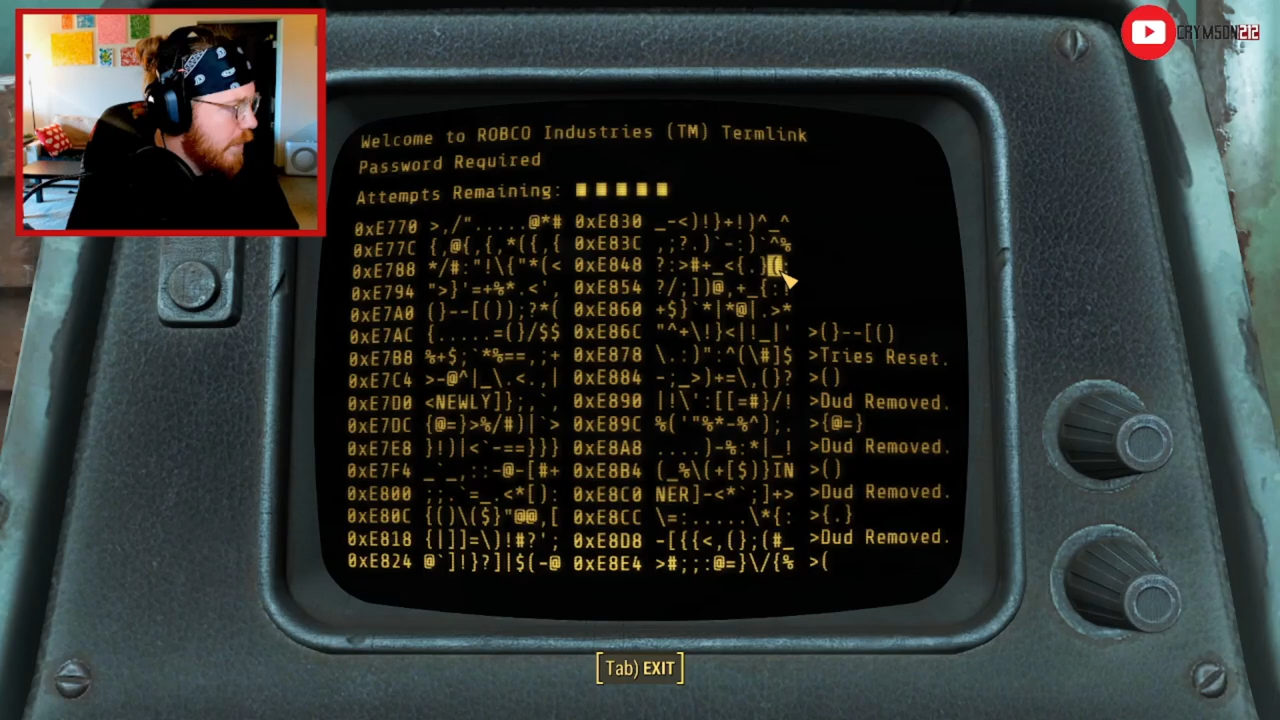 CRYMSON212
Welcome to ROBCO Industries (TM) Termlink
Password Required
Attempts Remaining:
0xE770 >,/".....@*# 0xE830 _-<)!}+!)^_^
0xE77C {,@{,{,*({,{ 0xE83C ,;?.)`-:)`^%
0xE788 */#:"!\{"*(< 0xE848 ?:>#+_<{.}(
0xE794 ">}'=+%*.<', 0xE854 ?/;])@,+_{:
0xE7A0 (}--[());?*( 0xE860 +$}`*|*@|.>*
0xE7AC {.....=(}/$$ 0xE86C "^+\!}<|!_|' >(}--[()
0xE7B8 %+$;`*%==,;+ 0xE878 \.:)":^(\#]$ >Tries Reset.
0xE7C4 >-@^|_\.<.,| 0xE884 -;_>)+=\,(}? >()
0xE7D0 <NEWLY]};,`, 0xE890 |!\':[[=#}/! >Dud Removed.
0xE7DC {@=}>%/#)|`> 0xE89C %('"%*-%^);. >{@=}
0xE7E8 }!)|<`-==}}} 0xE8A8 ....)-%:*|_! >Dud Removed.
0xE7F4 _`_,::-@-[#+ 0xE8B4 (_%\(+[$)}IN >()
0xE800 :;.`=_.<*[): 0xE8C0 NER]-<*`;]+> >Dud Removed.
0xE80C {()\($}"@@,[ 0xE8CC \=:.....\*{: >{.}
0xE818 {|]]=\)!#?'; 0xE8D8 -[{{<,(};(#_ >Dud Removed.
0xE824 @`]!}?]|$(-@ 0xE8E4 >#;;:@=}\/{% >(
Tab) EXIT